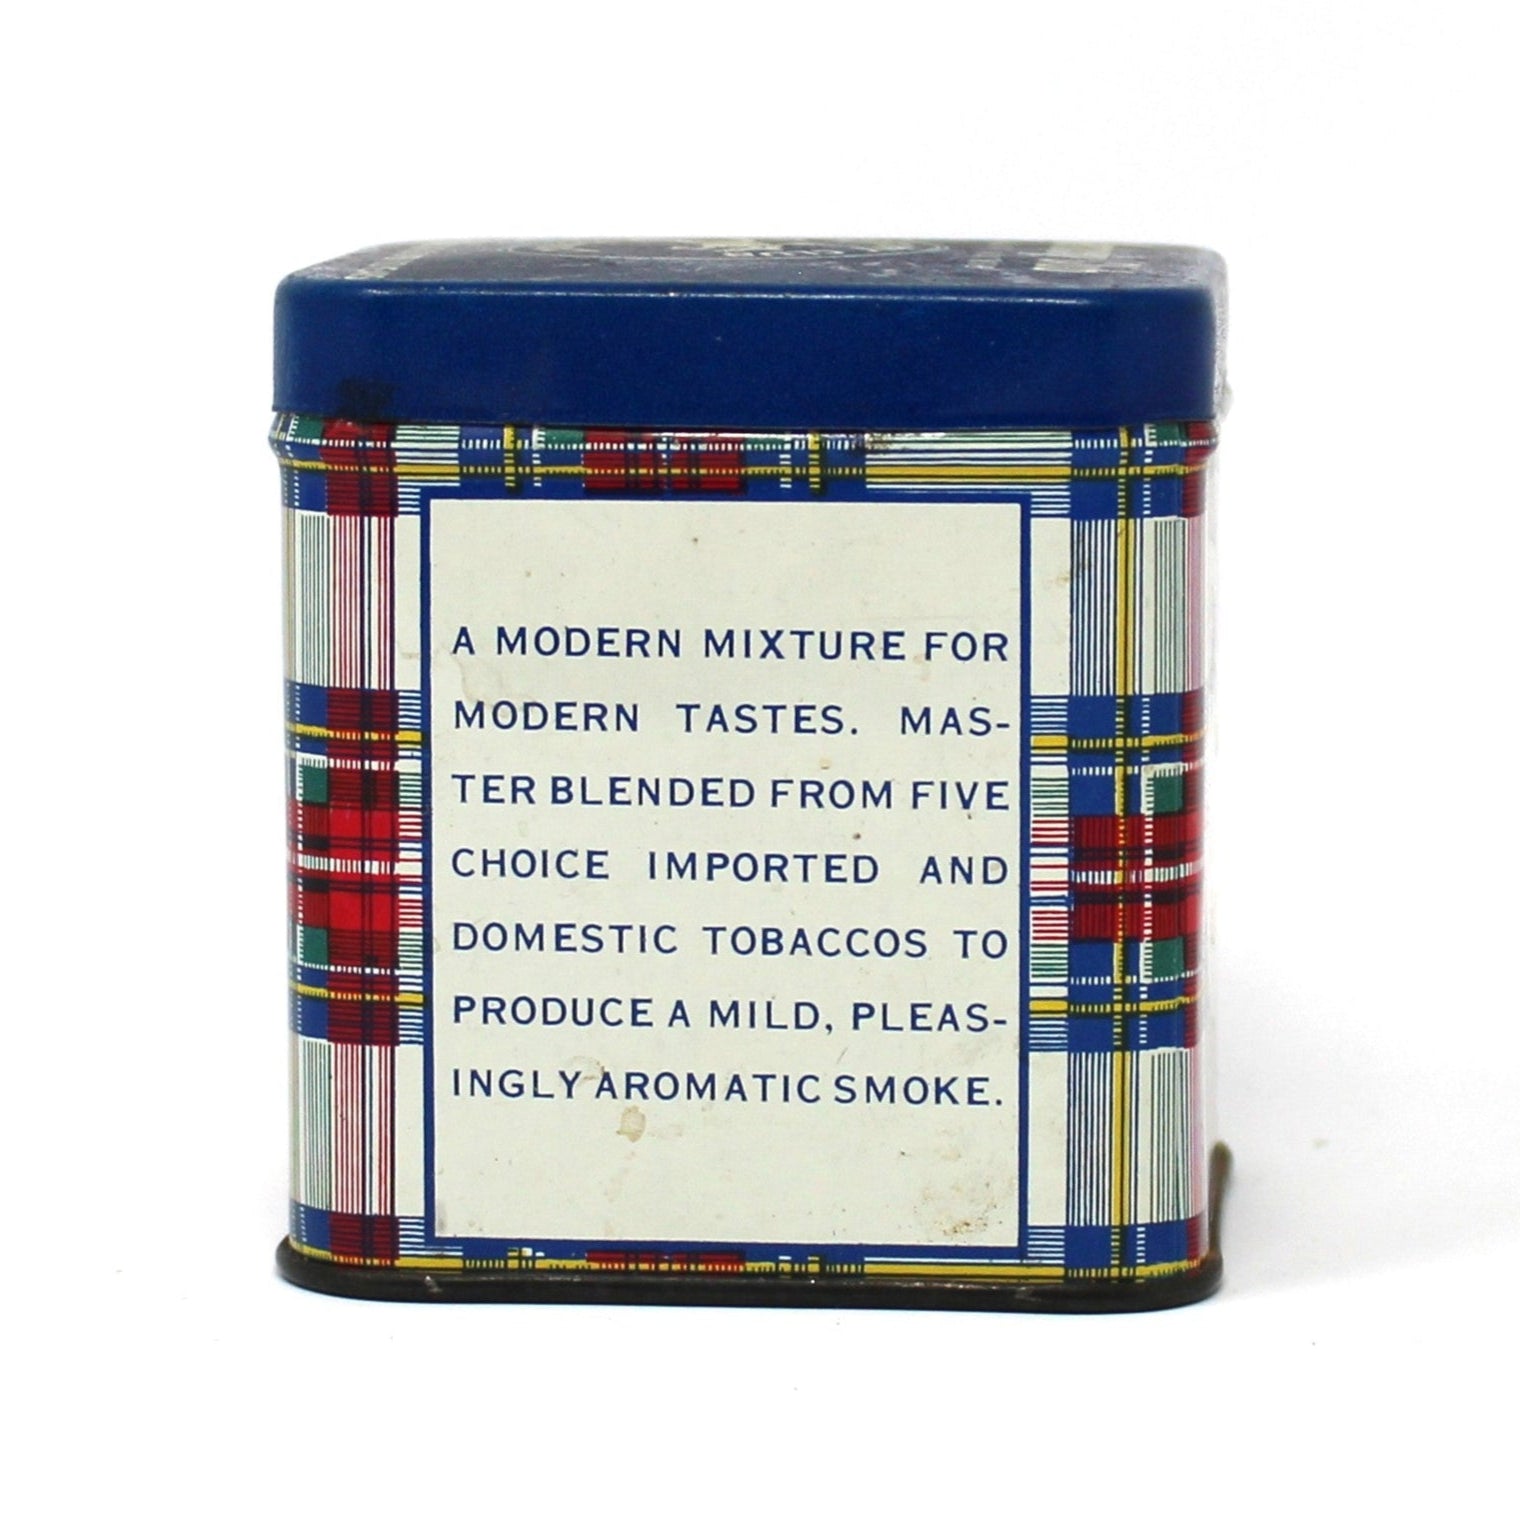 A MODERN MIXTURE FOR
MODERN TASTES. MAS-
TER BLENDED FROM FIVE
CHOICE IMPORTED AND
DOMESTIC TOBACCOS TO
PRODUCE A MILD, PLEAS-
INGLY AROMATIC SMOKE.